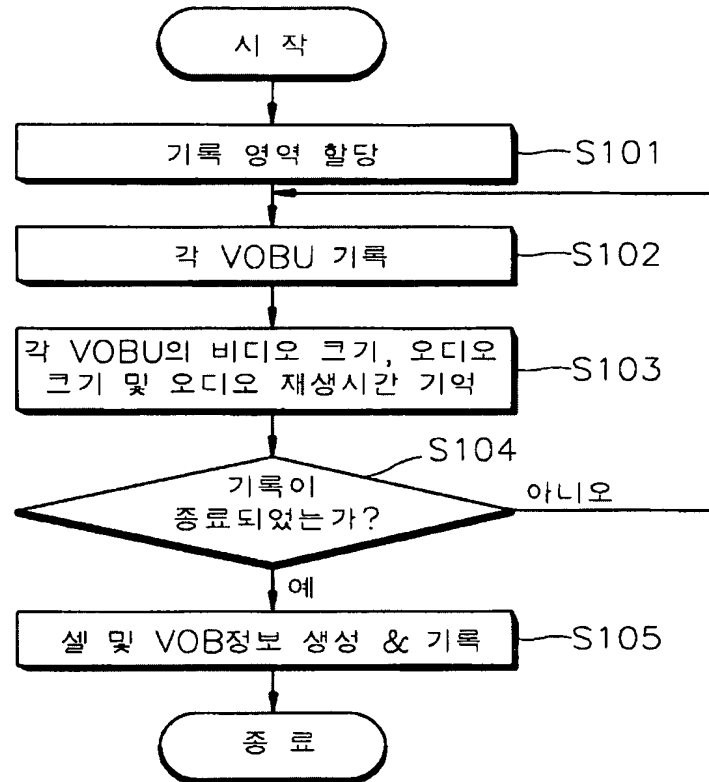 시 작
기록 영역 할당
S101
각 VOBU 기록
S102
각 VOBU의 비디오 크기, 오디오
크기 및 오디오 재생시간 기억
S103
S104
기록이
종료되었는가?
아니오
예
셀 및 VOB정보 생성 & 기록
S105
종 료